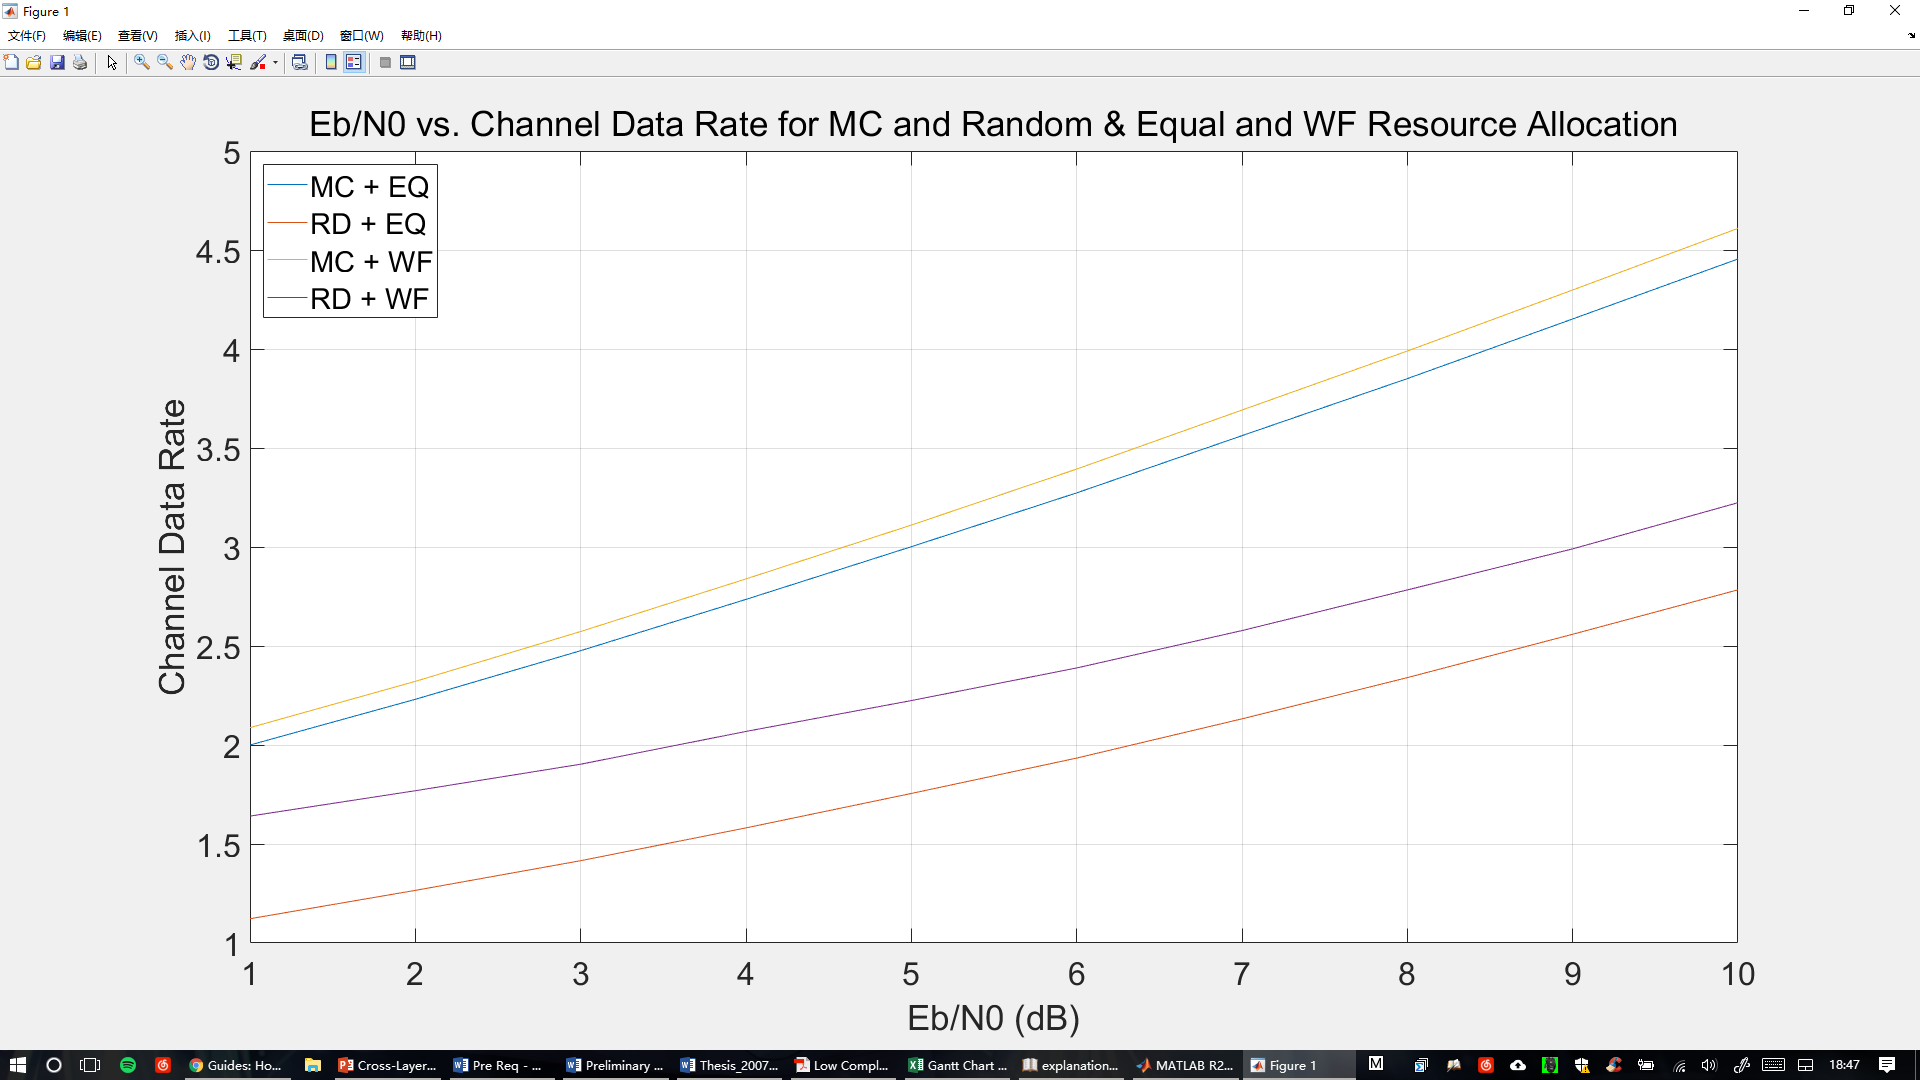 Figure 1
文件(F) 编辑(E) 查看(V) 插入(I) 工具(T) 桌面(D) 窗口(W) 帮助(H)
Eb/N0 vs. Channel Data Rate for MC and Random & Equal and WF Resource Allocation
MC + EQ
RD + EQ
MC + WF
RD + WF
5
4.5
4
3.5
3
2.5
2
1.5
1
Channel Data Rate
1 2 3 4 5 6 7 8 9 10
Eb/N0 (dB)
Guides: Ho... Cross-Layer... Pre Req - ... Preliminary ... Thesis_2007... Low Compl... Gantt Chart ... explanation... MATLAB R2... Figure 1 M 18:47